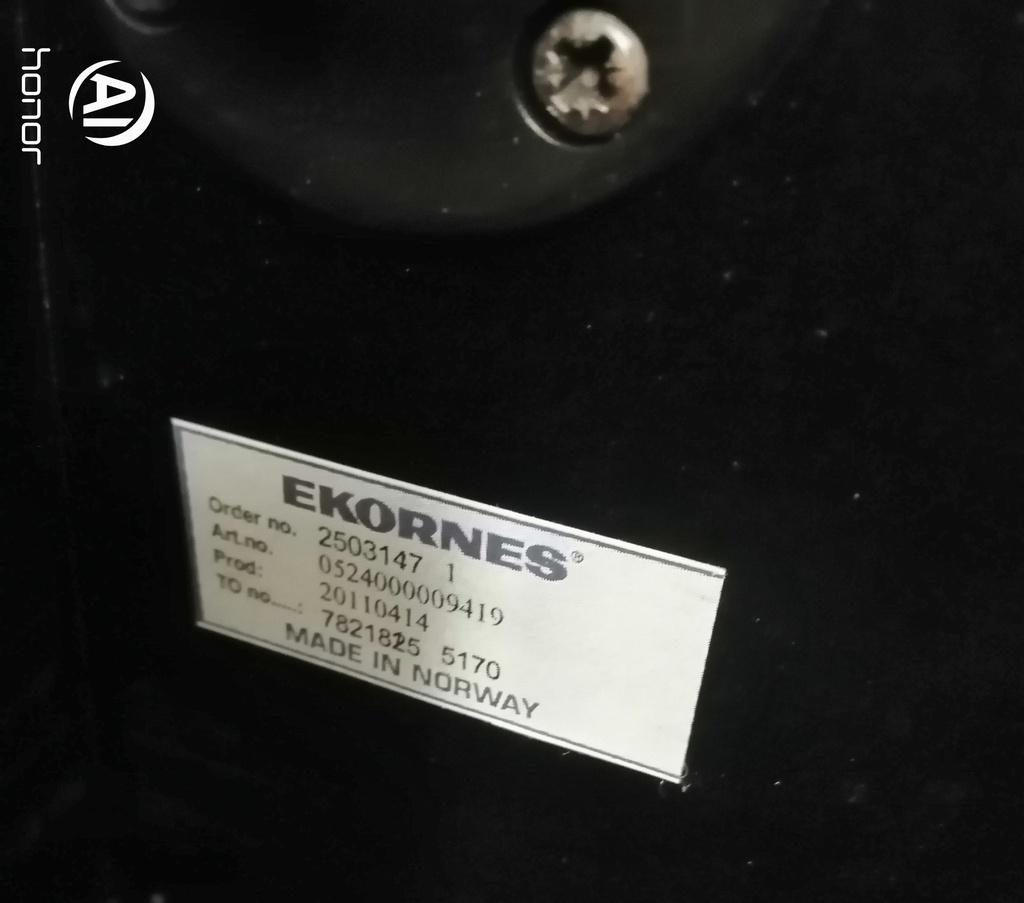 honor
AI
EKORNES®
Order no. 2503147 1
Art.no. 0524000009419
Prod: 20110414
TO no.....: 7821825 5170
MADE IN NORWAY